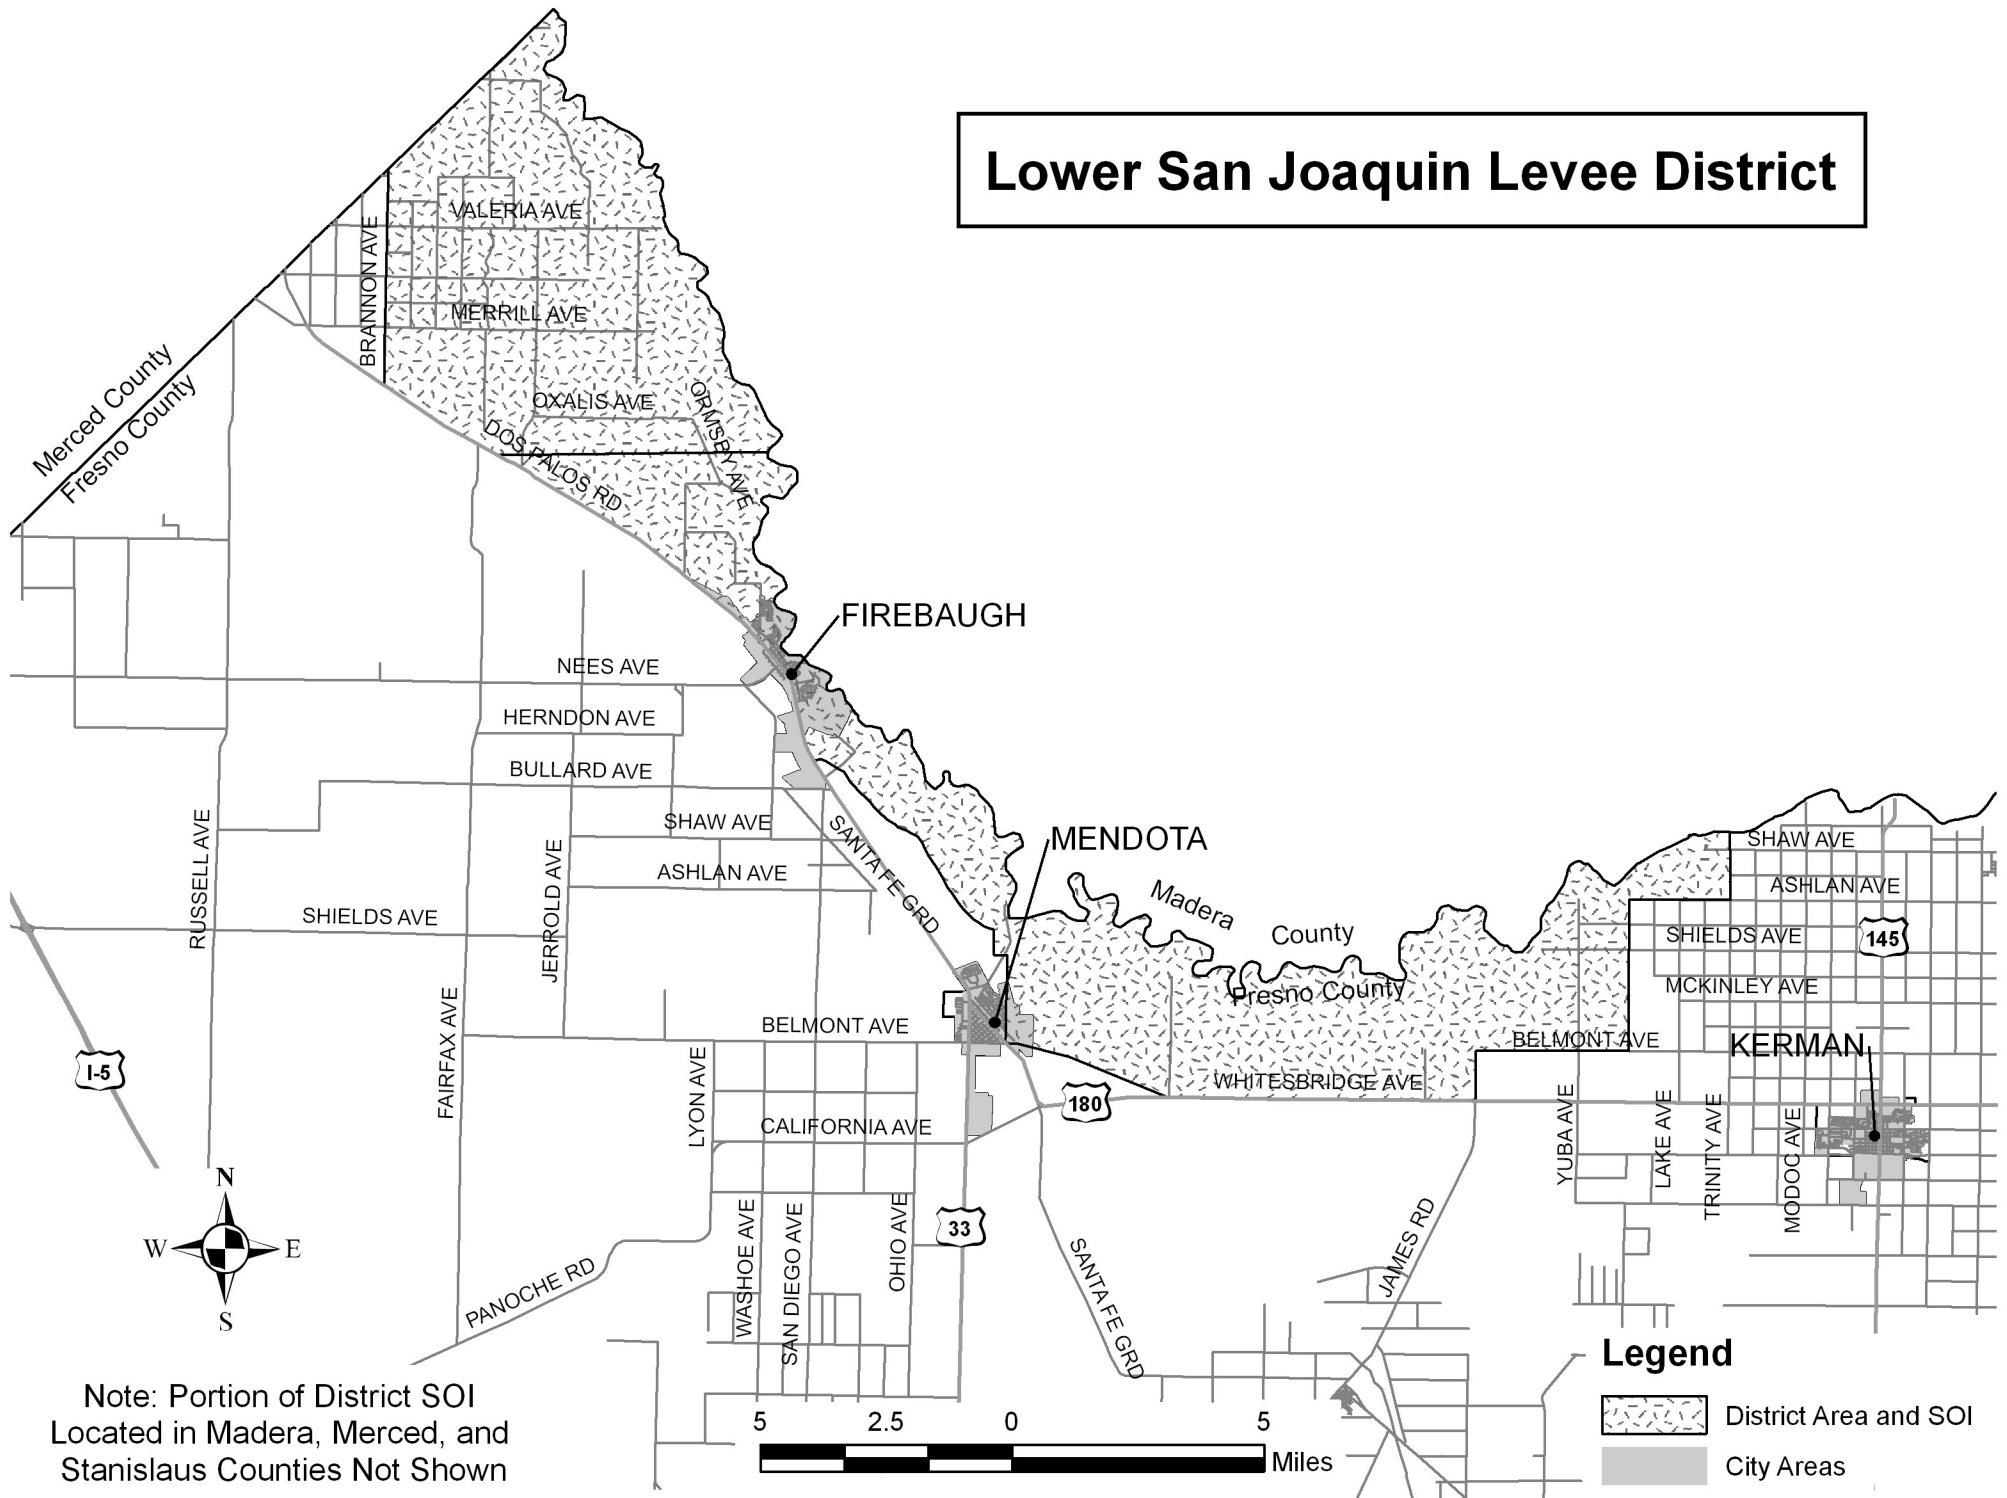 Lower San Joaquin Levee District
VALERIA AVE
BRANNON AVE
MERRILL AVE
Merced County
Fresno County
OXALIS AVE
ORMSBY AVE
DOS PALOS RD
FIREBAUGH
NEES AVE
HERNDON AVE
BULLARD AVE
SHAW AVE
SANTA FE GRD
MENDOTA
SHAW AVE
RUSSELL AVE
JERROLD AVE
ASHLAN AVE
Madera
County
ASHLAN AVE
SHIELDS AVE
SHIELDS AVE
145
Fresno County
MCKINLEY AVE
FAIRFAX AVE
BELMONT AVE
BELMONT AVE
KERMAN
I-5
LYON AVE
WHITESBRIDGE AVE
180
CALIFORNIA AVE
YUBA AVE
LAKE AVE
TRINITY AVE
MODOC AVE
N
W
E
S
33
WASHOE AVE
SAN DIEGO AVE
OHIO AVE
PANOCHE RD
SANTA FE GRD
JAMES RD
Note: Portion of District SOI
Located in Madera, Merced, and
Stanislaus Counties Not Shown
5 2.5 0 5
Miles
Legend
District Area and SOI
City Areas